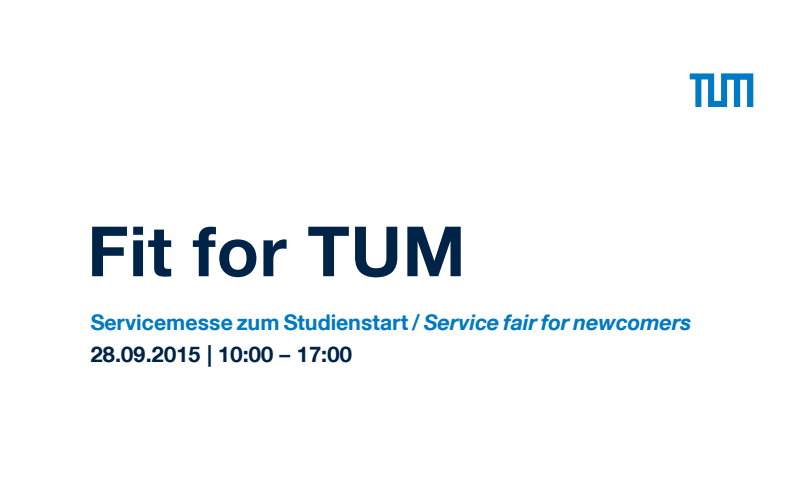 TUM
Fit for TUM
Servicemesse zum Studienstart / Service fair for newcomers
28.09.2015 | 10:00 – 17:00